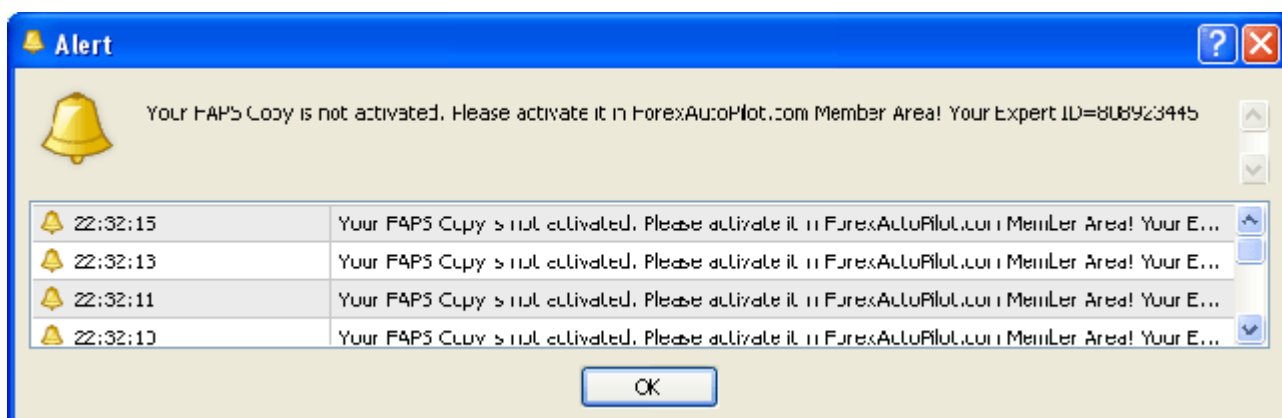 Alert
Your FAPS Copy is not activated. Please activate it in ForexAutoPilot.com Member Area! Your Expert ID=808923445
22:32:15 Your FAPS Copy is not activated. Please activate it in ForexAutoPilot.com Member Area! Your E...
22:32:13 Your FAPS Copy is not activated. Please activate it in ForexAutoPilot.com Member Area! Your E...
22:32:11 Your FAPS Copy is not activated. Please activate it in ForexAutoPilot.com Member Area! Your E...
22:32:10 Your FAPS Copy is not activated. Please activate it in ForexAutoPilot.com Member Area! Your E...
OK